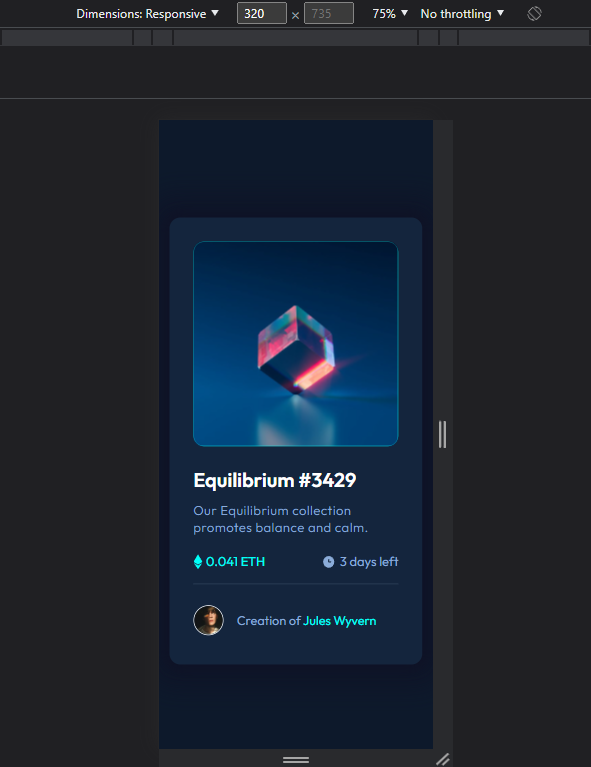 Dimensions: Responsive ▼ 320 × 735 75% ▼ No throttling ▼
Equilibrium #3429
Our Equilibrium collection
promotes balance and calm.
0.041 ETH 3 days left
Creation of Jules Wyvern